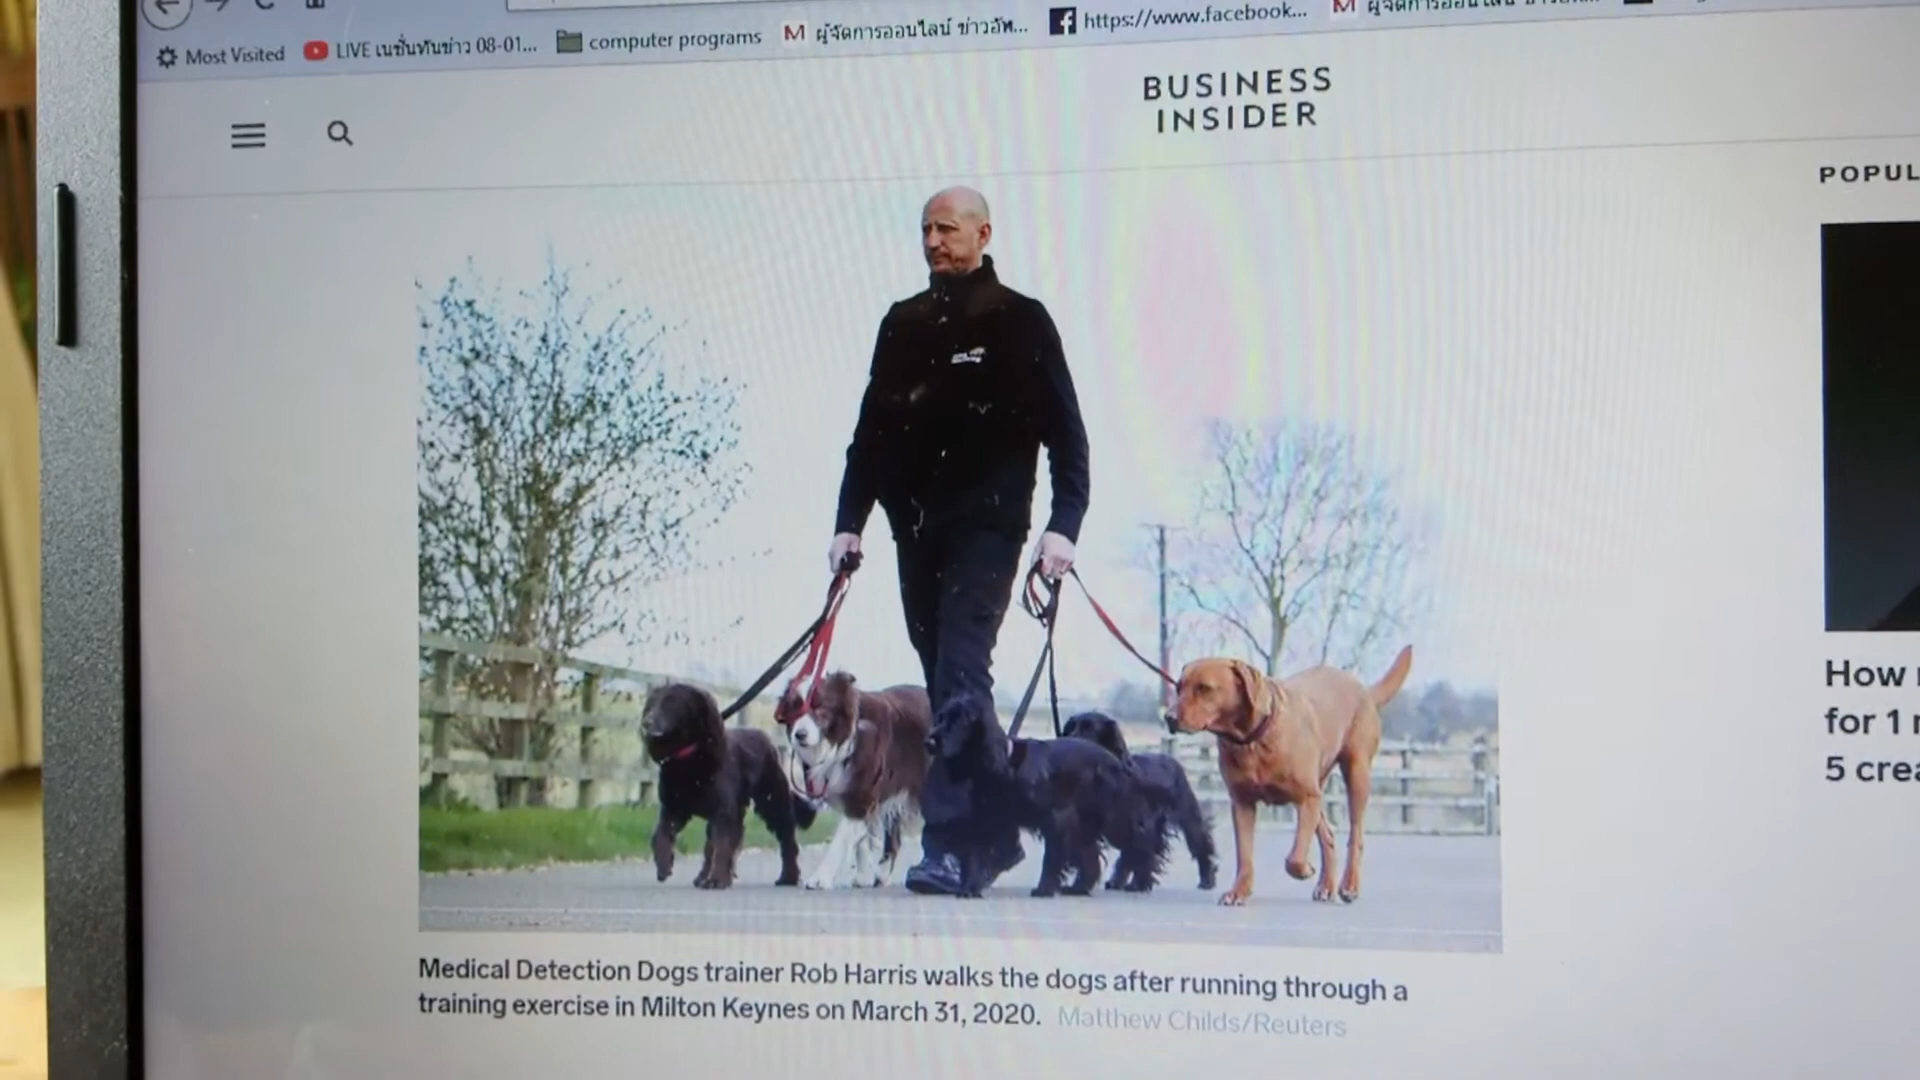 Most Visited
LIVE เนชั่นทันข่าว 08-01...
computer programs
M ผู้จัดการออนไลน์ ข่าวอัพ...
https://www.facebook...
M
BUSINESS
INSIDER
POPUL
How
for 1
5 crea
Medical Detection Dogs trainer Rob Harris walks the dogs after running through a
training exercise in Milton Keynes on March 31, 2020. Matthew Childs/Reuters